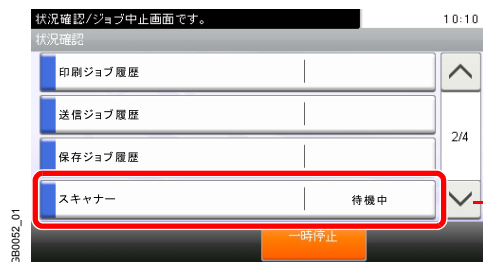 状況確認/ジョブ中止画面です。 10:10
状況確認
印刷ジョブ履歴
送信ジョブ履歴
2/4
保存ジョブ履歴
スキャナー 待機中
一時停止
GB0052_01